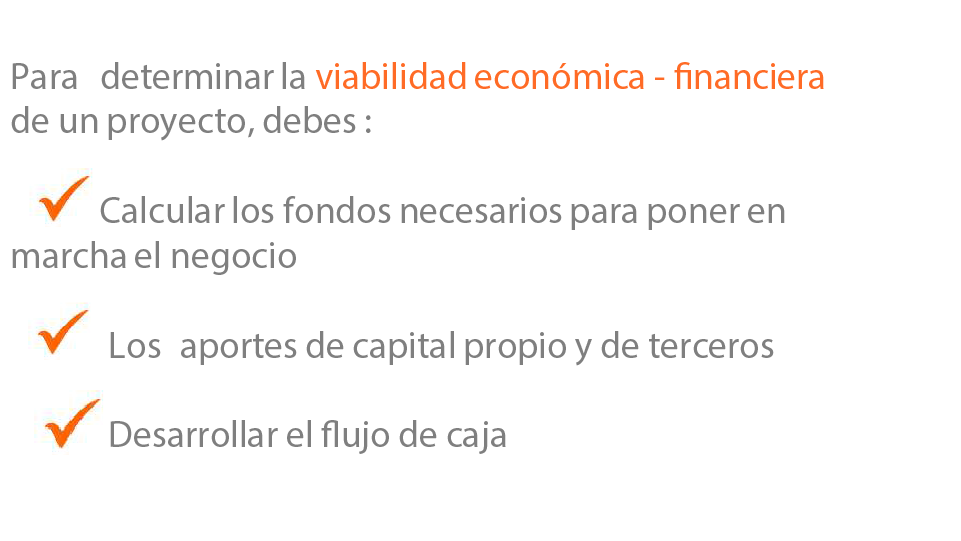 Para determinar la viabilidad económica - financiera
de un proyecto, debes :
Calcular los fondos necesarios para poner en
marcha el negocio
Los aportes de capital propio y de terceros
Desarrollar el flujo de caja